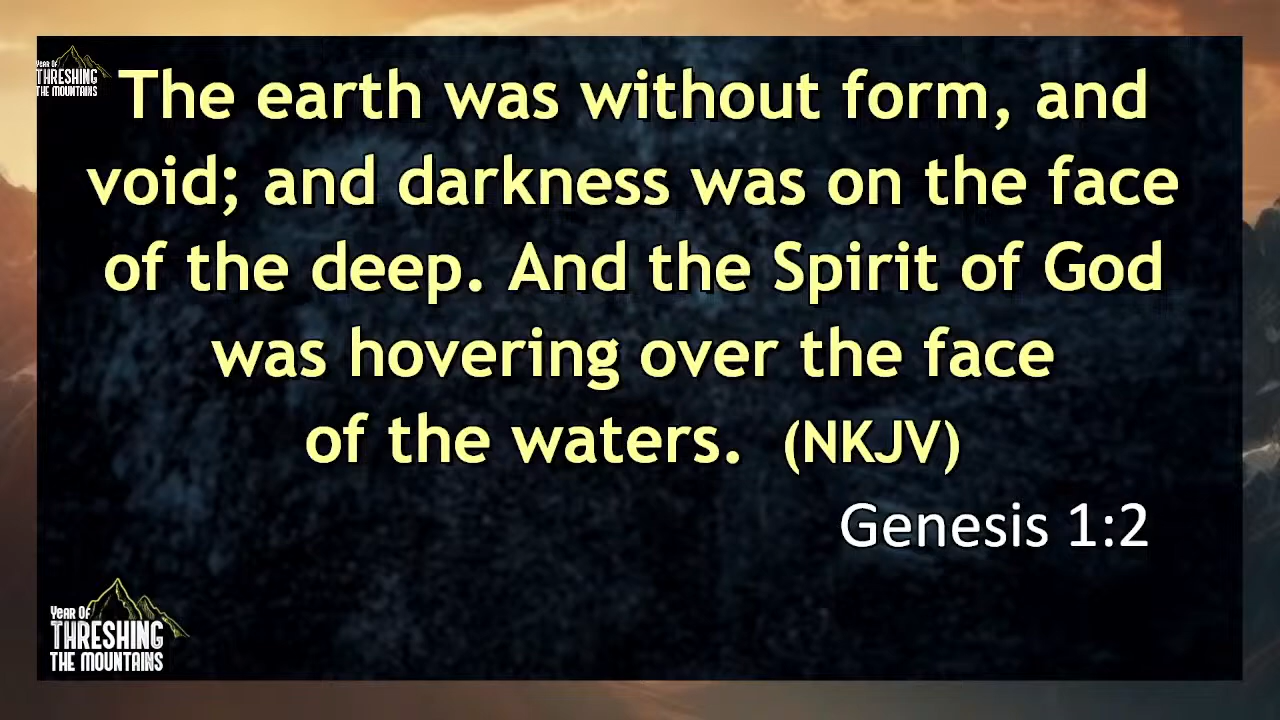 Year Of
THRESHING
THE MOUNTAINS
The earth was without form, and
void; and darkness was on the face
of the deep. And the Spirit of God
was hovering over the face
of the waters. (NKJV)
Genesis 1:2
Year Of
THRESHING
THE MOUNTAINS